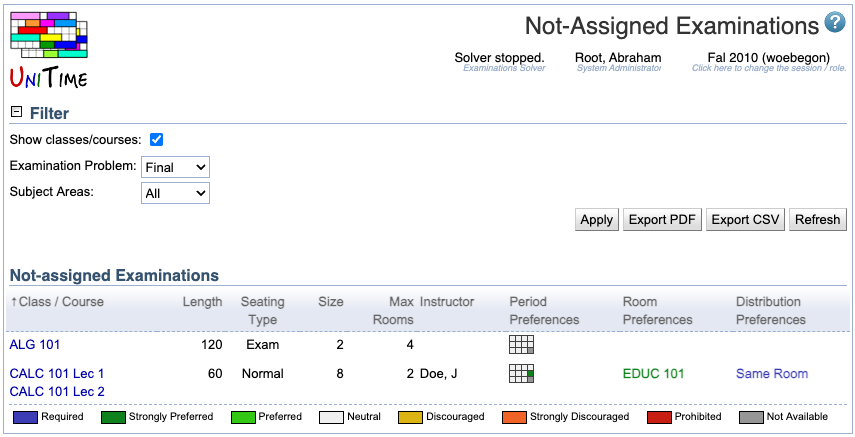 Not-Assigned Examinations ?
UNITIME
Solver stopped. Root, Abraham Fal 2010 (woebegon)
Examinations Solver System Administrator Click here to change the session / role.
Filter
Show classes/courses:
Examination Problem: Final
Subject Areas: All
Apply Export PDF Export CSV Refresh
Not-assigned Examinations
↑Class / Course Length Seating Type Size Max Rooms Instructor Period Preferences Room Preferences Distribution Preferences
ALG 101 120 Exam 2 4
CALC 101 Lec 1 60 Normal 8 2 Doe, J EDUC 101 Same Room
CALC 101 Lec 2
Required Strongly Preferred Preferred Neutral Discouraged Strongly Discouraged Prohibited Not Available